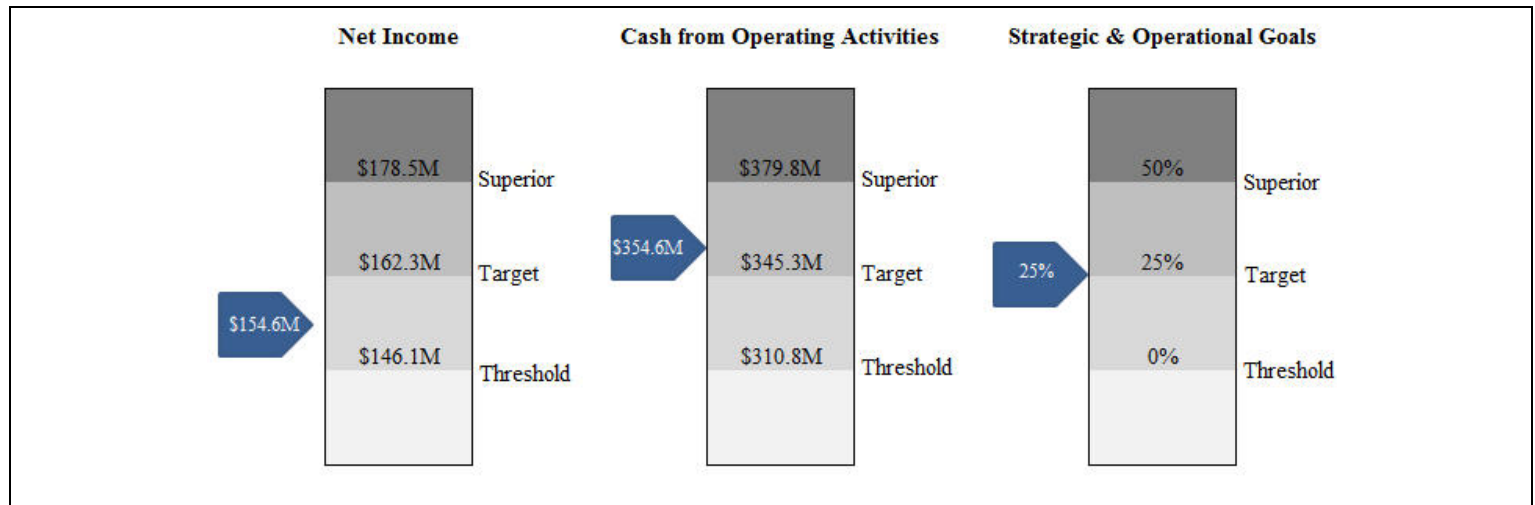 Net Income
Cash from Operating Activities
Strategic & Operational Goals
$178.5M
Superior
$162.3M
Target
$154.6M
$146.1M
Threshold
$379.8M
Superior
$354.6M
$345.3M
Target
$310.8M
Threshold
50%
Superior
25%
25%
Target
0%
Threshold